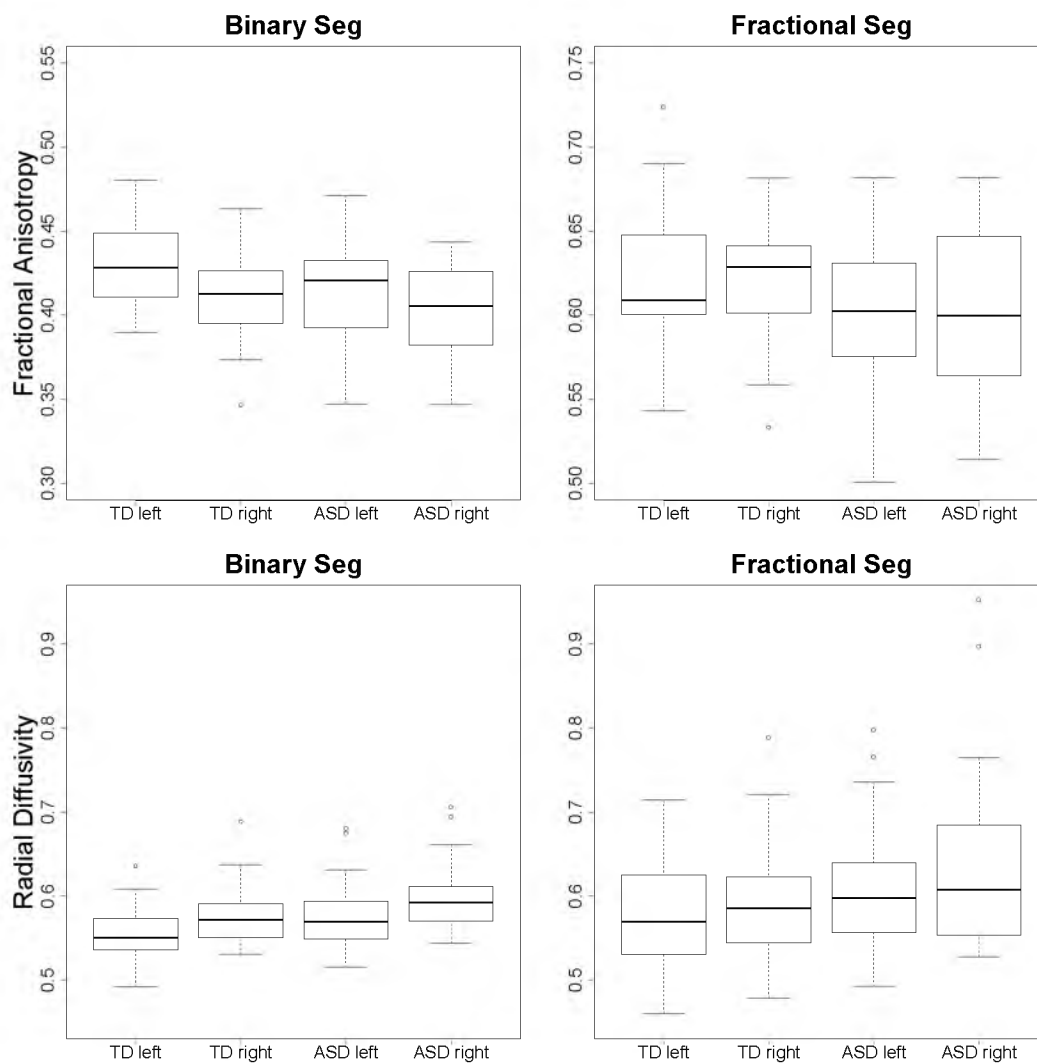 Binary Seg
Fractional Seg
Fractional Anisotropy
0.55
0.50
0.45
0.40
0.35
0.30
0.75
0.70
0.65
0.60
0.55
0.50
TD left TD right ASD left ASD right
TD left TD right ASD left ASD right
Binary Seg
Fractional Seg
Radial Diffusivity
0.9
0.8
0.7
0.6
0.5
0.9
0.8
0.7
0.6
0.5
TD left TD right ASD left ASD right
TD left TD right ASD left ASD right